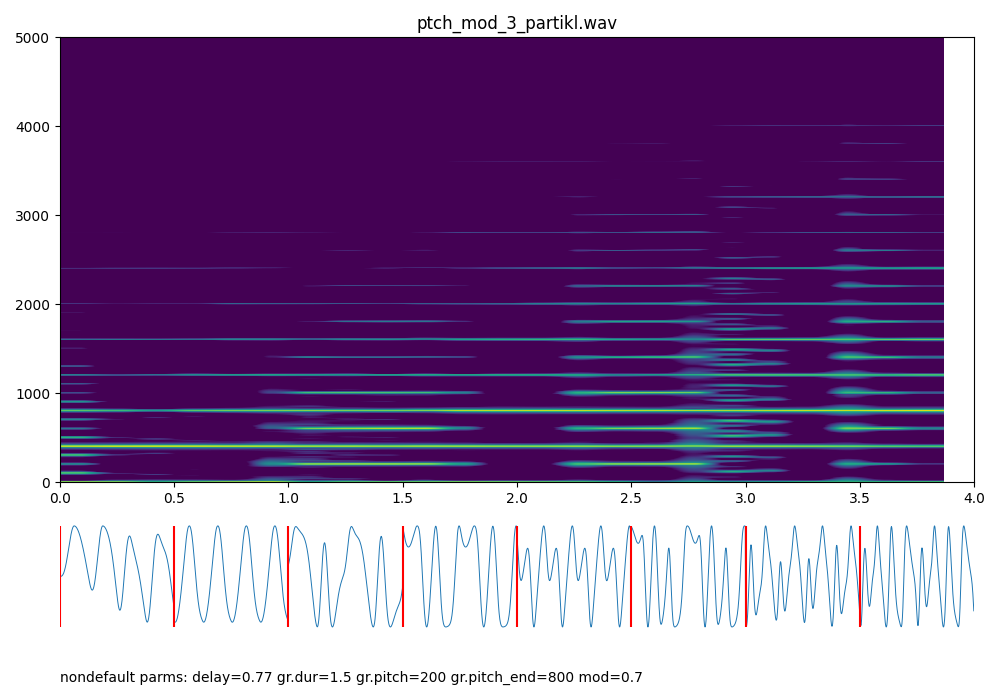 ptch_mod_3_partikl.wav
5000
4000
3000
2000
1000
0
0.0 0.5 1.0 1.5 2.0 2.5 3.0 3.5 4.0
nondefault parms: delay=0.77 gr.dur=1.5 gr.pitch=200 gr.pitch_end=800 mod=0.7